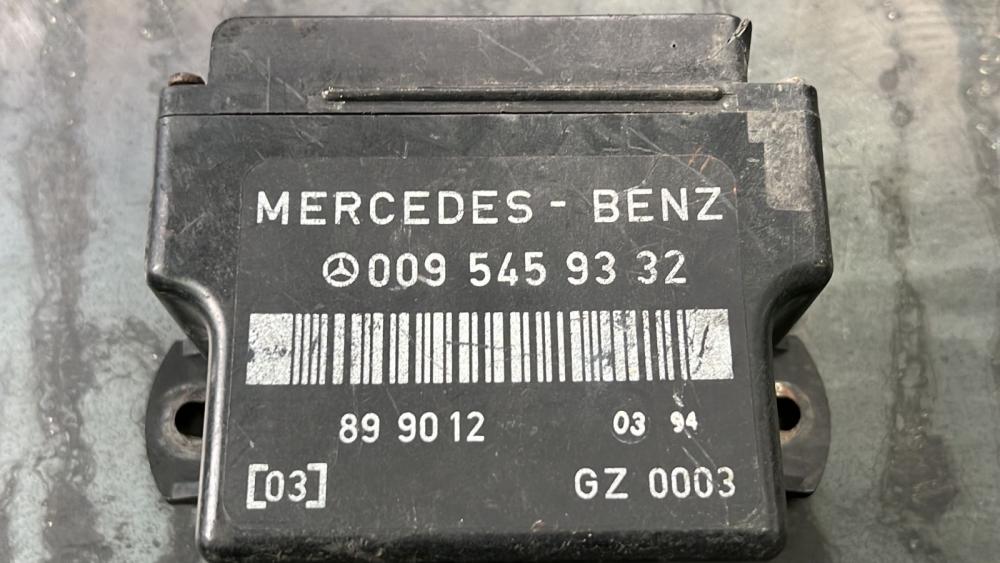 MERCEDES - BENZ
009 545 93 32
89 90 12 03 94
[03] GZ 0003